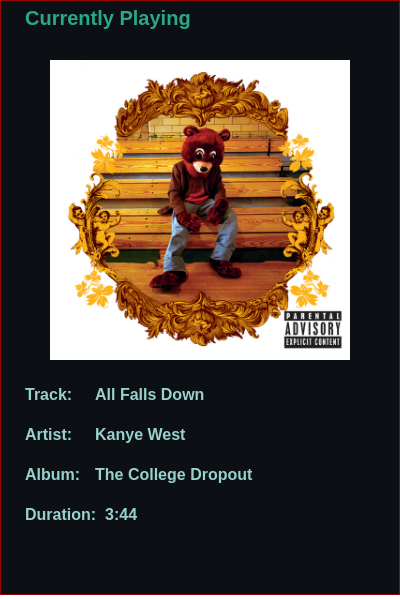 Currently Playing
PARENTAL
ADVISORY
EXPLICIT CONTENT
Track: All Falls Down
Artist: Kanye West
Album: The College Dropout
Duration: 3:44